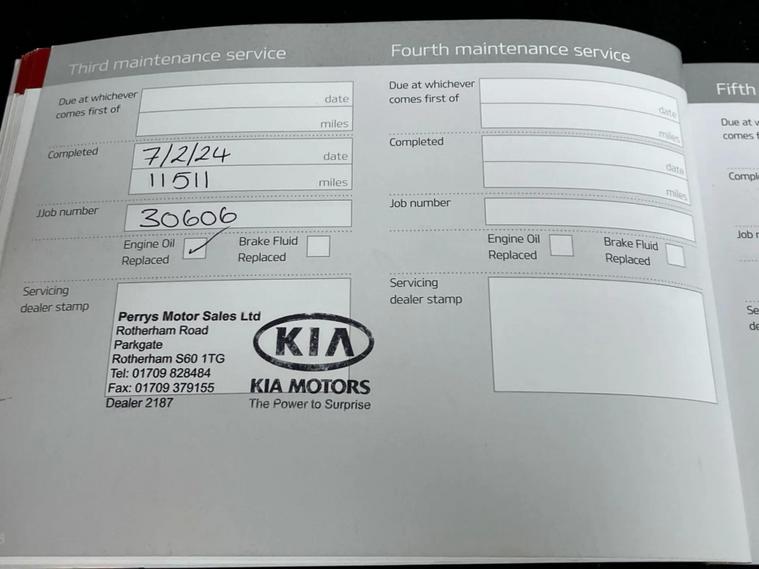 Third maintenance service
Due at whichever
comes first of
date
miles
Completed
7/2/24 date
11511 miles
JJob number
30606
Engine Oil
Replaced
Brake Fluid
Replaced
Servicing
dealer stamp
Perrys Motor Sales Ltd
Rotherham Road
Parkgate
Rotherham S60 1TG
Tel: 01709 828484
Fax: 01709 379155
Dealer 2187
KIA
KIA MOTORS
The Power to Surprise
Fourth maintenance service
Due at whichever
comes first of
date
miles
Completed
date
miles
Job number
Engine Oil
Replaced
Brake Fluid
Replaced
Servicing
dealer stamp
Fifth
Due at
comes
Job